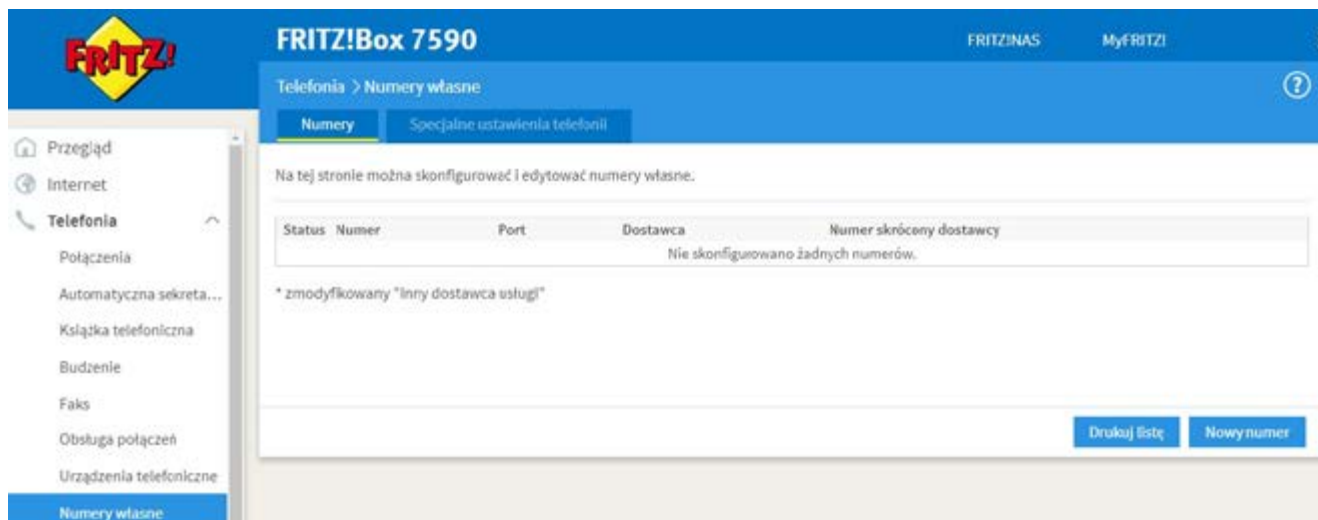 FRITZ!
FRITZ!Box 7590
FRITZ!NAS
MyFRITZ!
Telefonia > Numery własne
?
Numery
Specjalne ustawienia telefonii
Przegląd
Internet
Telefonia
Połączenia
Automatyczna sekreta...
Książka telefoniczna
Budzenie
Faks
Obsługa połączeń
Urządzenia telefoniczne
Numery własne
Na tej stronie można skonfigurować i edytować numery własne.
Status Numer Port Dostawca Numer skrócony dostawcy
Nie skonfigurowano żadnych numerów.
* zmodyfikowany "Inny dostawca usługi"
Drukuj listę
Nowy numer